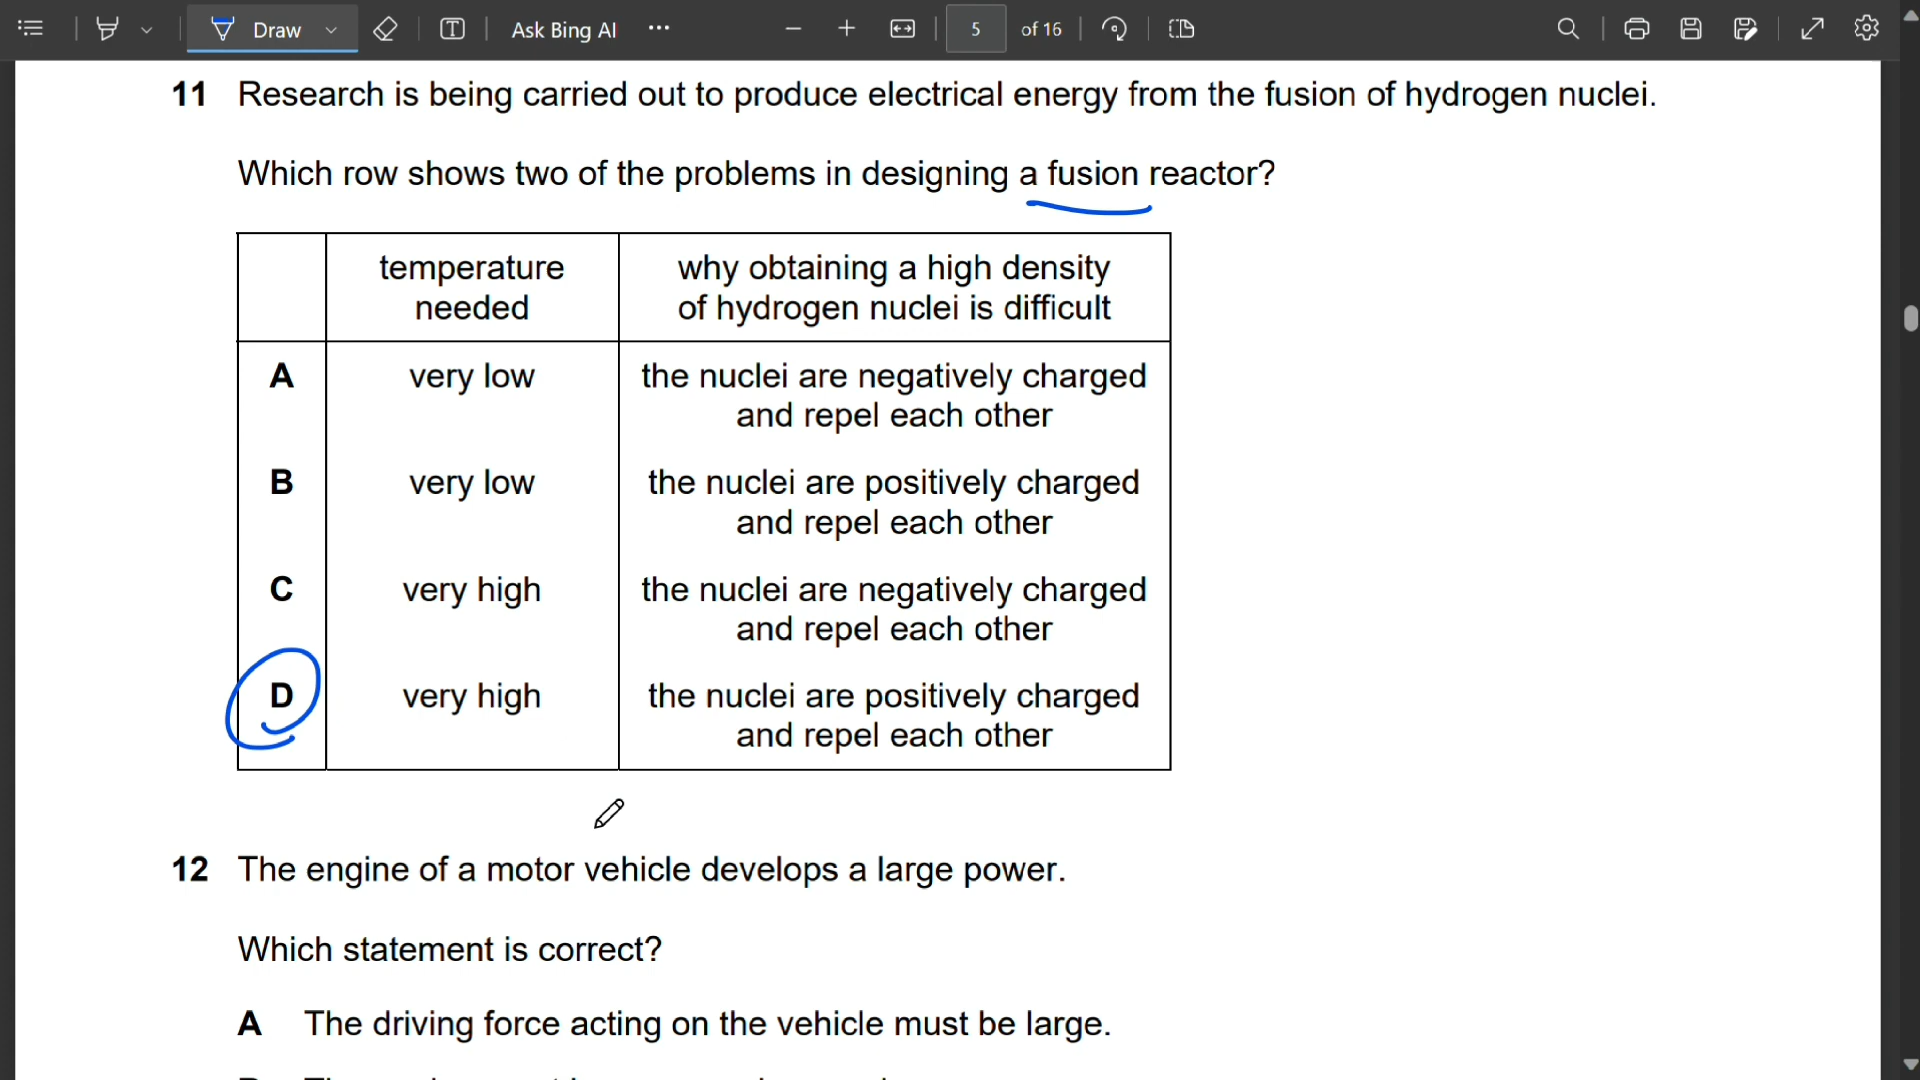 Draw
Ask Bing AI
5 of 16
11 Research is being carried out to produce electrical energy from the fusion of hydrogen nuclei.
Which row shows two of the problems in designing a fusion reactor?
temperature needed
why obtaining a high density of hydrogen nuclei is difficult
A very low the nuclei are negatively charged
and repel each other
B very low the nuclei are positively charged
and repel each other
C very high the nuclei are negatively charged
and repel each other
D very high the nuclei are positively charged
and repel each other
12 The engine of a motor vehicle develops a large power.
Which statement is correct?
A The driving force acting on the vehicle must be large.